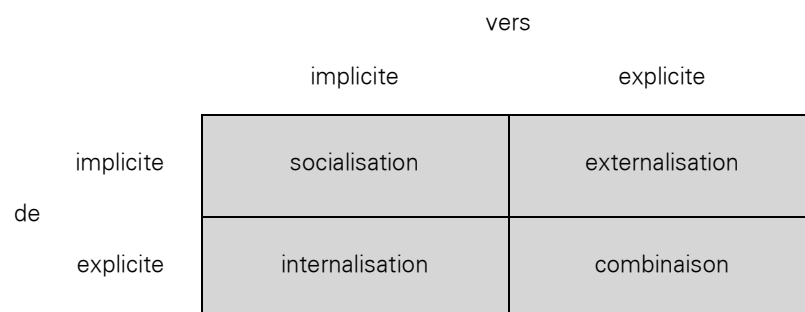 vers
implicite explicite
implicite socialisation externalisation
de
explicite internalisation combinaison